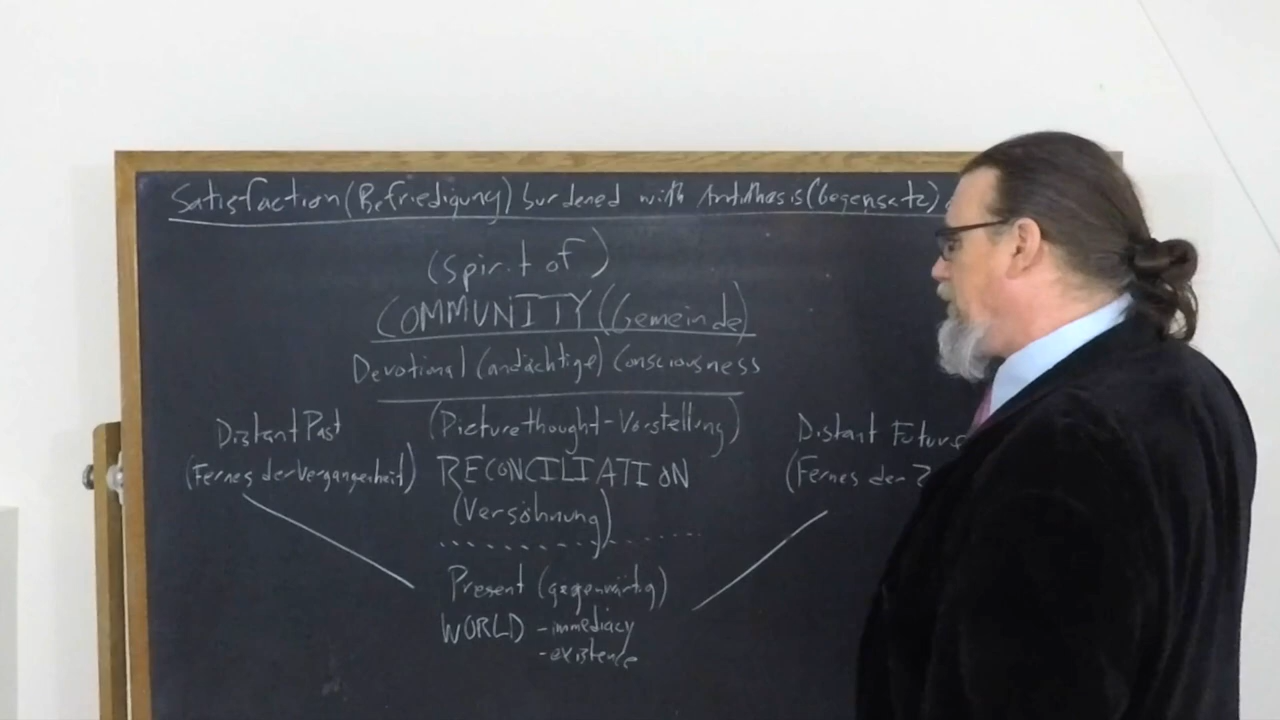 Satisfaction (Befriedigung) burdened with Antithesis (Gegensatz)
(Spirit of)
COMMUNITY (Gemeinde)
Devotional (andächtige) Consciousness
(Picturethought - Vorstellung)
Distant Past
(Fernes der Vergangenheit)
RECONCILIATION
(Versöhnung)
Distant Future
(Fernes der
Present (gegenwärtig)
WORLD - immediacy
- existence